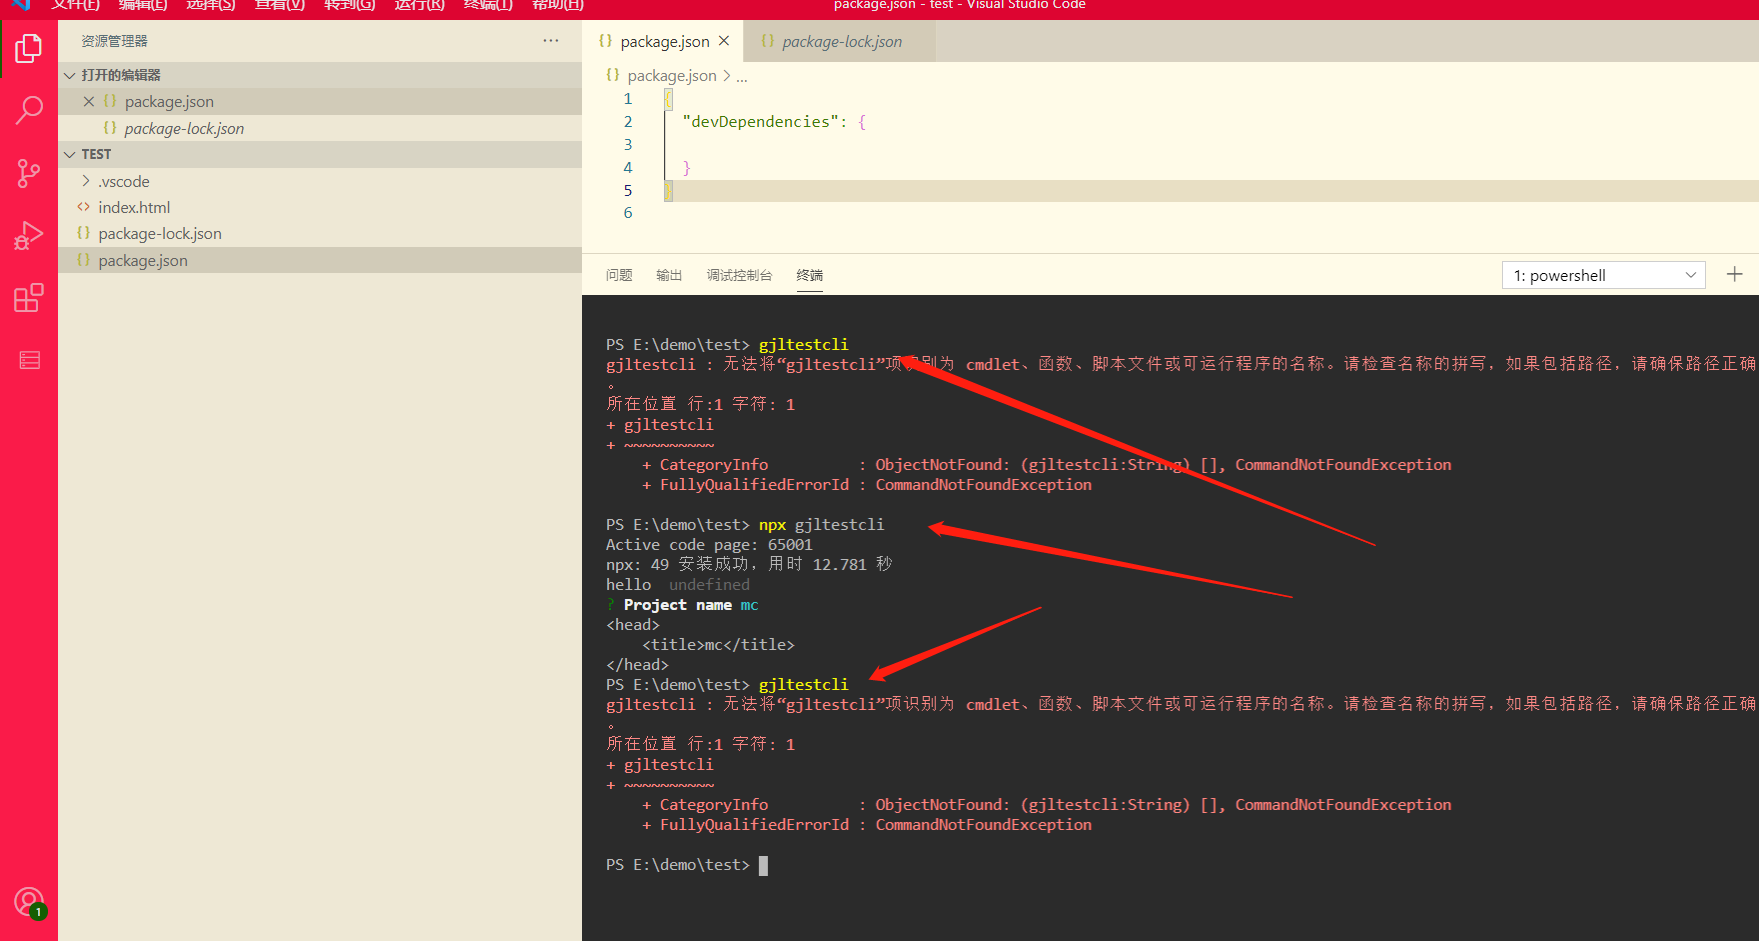 文件(F) 编辑(E) 选择(S) 查看(V) 转到(G) 运行(R) 终端(T) 帮助(H) package.json - test - Visual Studio Code
资源管理器 ···
打开的编辑器
package.json
package-lock.json
TEST
.vscode
index.html
package-lock.json
package.json
1
package.json package-lock.json
package.json > ...
1 {
2 "devDependencies": {
3
4 }
5 }
6
问题 输出 调试控制台 终端 1: powershell
PS E:\demo\test> gjltestcli
gjltestcli : 无法将“gjltestcli”项识别为 cmdlet、函数、脚本文件或可运行程序的名称。请检查名称的拼写，如果包括路径，请确保路径正确
。
所在位置 行:1 字符: 1
+ gjltestcli
+ ~~~~~~~~~~
+ CategoryInfo : ObjectNotFound: (gjltestcli:String) [], CommandNotFoundException
+ FullyQualifiedErrorId : CommandNotFoundException
PS E:\demo\test> npx gjltestcli
Active code page: 65001
npx: 49 安装成功，用时 12.781 秒
hello undefined
? Project name mc
<head>
<title>mc</title>
</head>
PS E:\demo\test> gjltestcli
gjltestcli : 无法将“gjltestcli”项识别为 cmdlet、函数、脚本文件或可运行程序的名称。请检查名称的拼写，如果包括路径，请确保路径正确
。
所在位置 行:1 字符: 1
+ gjltestcli
+ ~~~~~~~~~~
+ CategoryInfo : ObjectNotFound: (gjltestcli:String) [], CommandNotFoundException
+ FullyQualifiedErrorId : CommandNotFoundException
PS E:\demo\test>